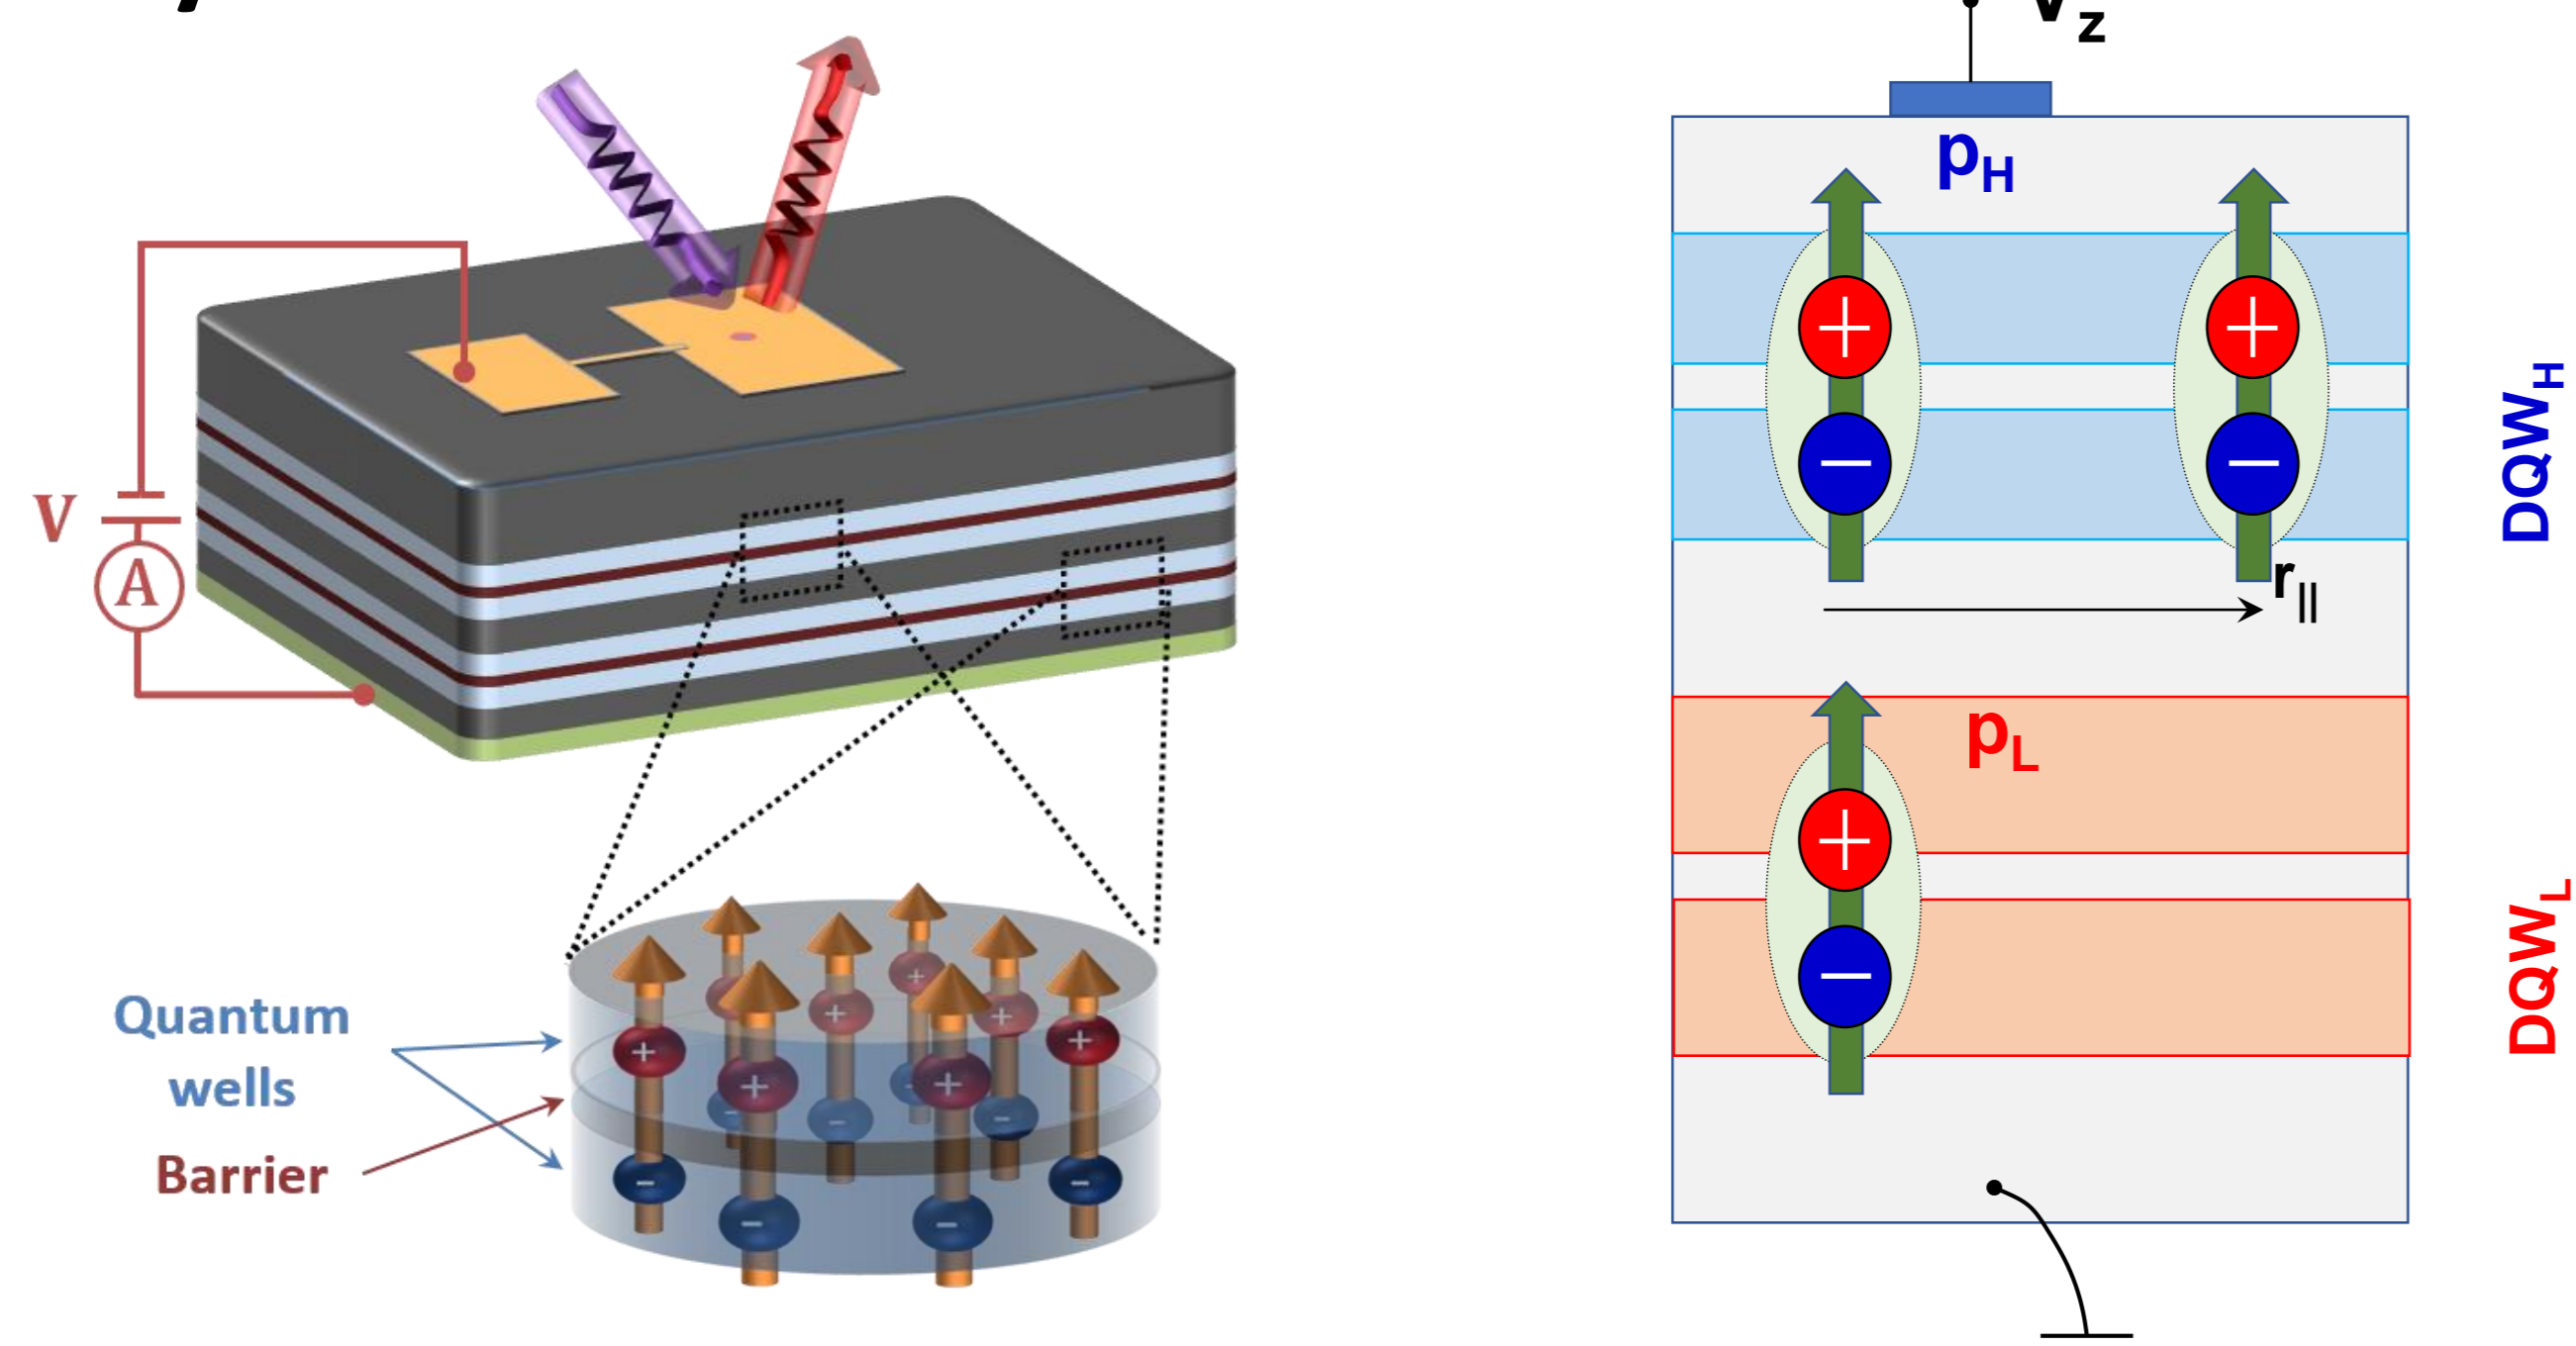 V
A
Quantum
wells
Barrier
V_z
p_H
r_||
p_L
DQW_H
DQW_L